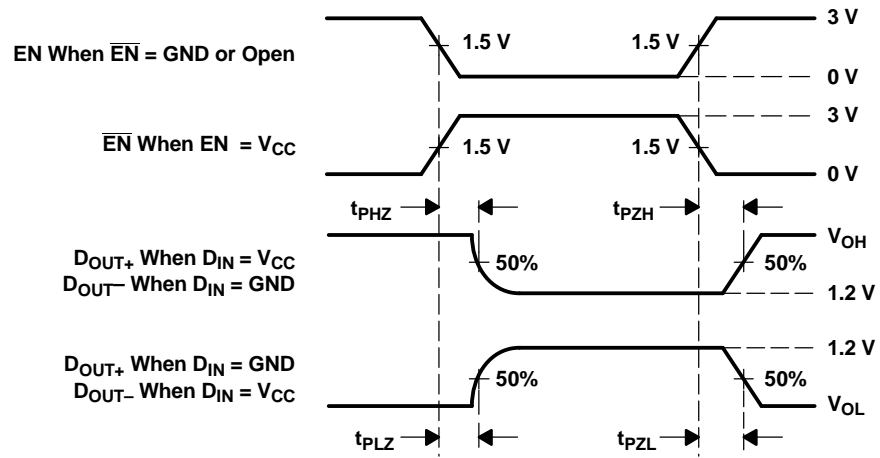 3 V
EN When E̅N̅ = GND or Open 1.5 V 1.5 V
0 V
3 V
E̅N̅ When EN = VCC 1.5 V 1.5 V
0 V
tPHZ tPZH
VOH
DOUT+ When DIN = VCC 50% 50%
DOUT– When DIN = GND
1.2 V
1.2 V
DOUT+ When DIN = GND 50% 50%
DOUT– When DIN = VCC
VOL
tPLZ tPZL